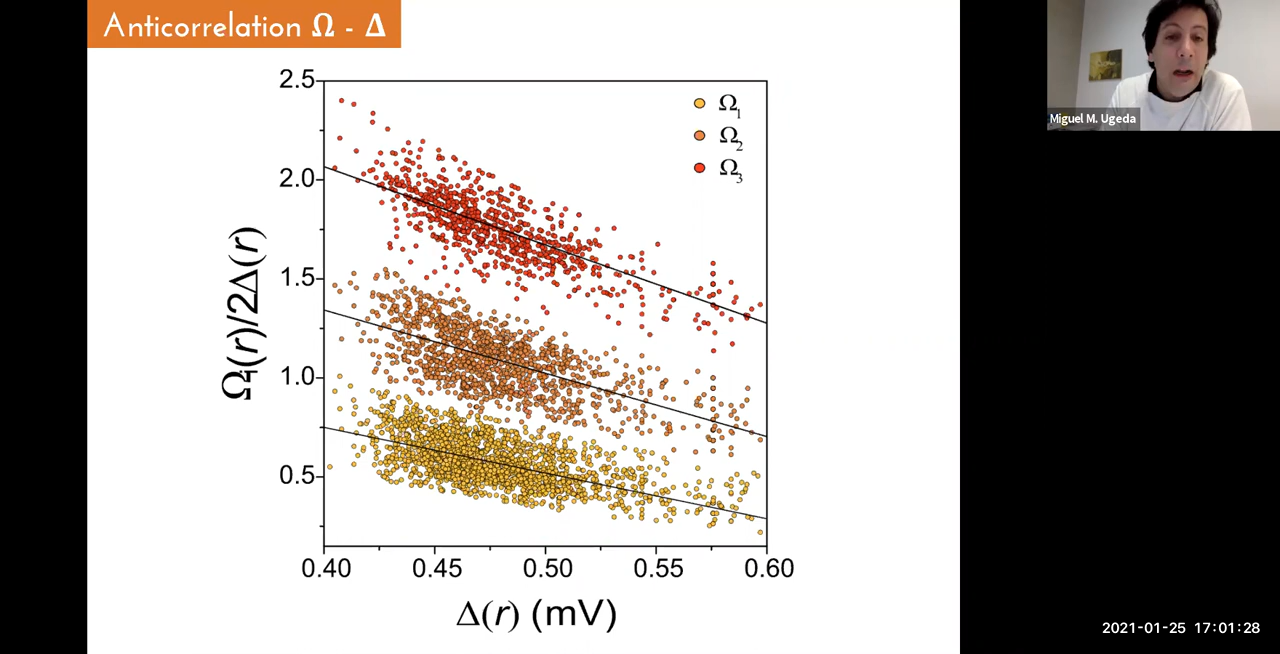 Anticorrelation Ω - Δ
2.5
2.0
1.5
1.0
0.5
Ωi(r)/2Δ(r)
Ω1
Ω2
Ω3
0.40 0.45 0.50 0.55 0.60
Δ(r) (mV)
Miguel M. Ugeda
2021-01-25 17:01:28